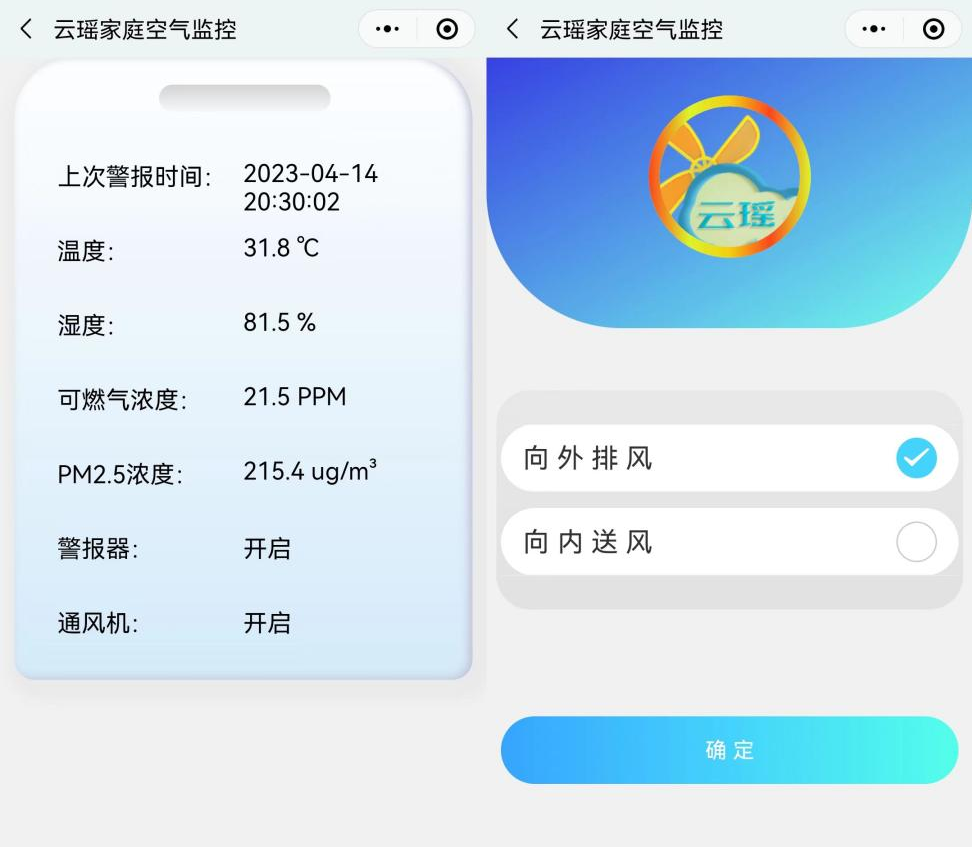 云瑶家庭空气监控
上次警报时间: 2023-04-14
20:30:02
温度: 31.8 ℃
湿度: 81.5 %
可燃气浓度: 21.5 PPM
PM2.5浓度: 215.4 ug/m³
警报器: 开启
通风机: 开启
云瑶家庭空气监控
云瑶
向外排风
向内送风
确定